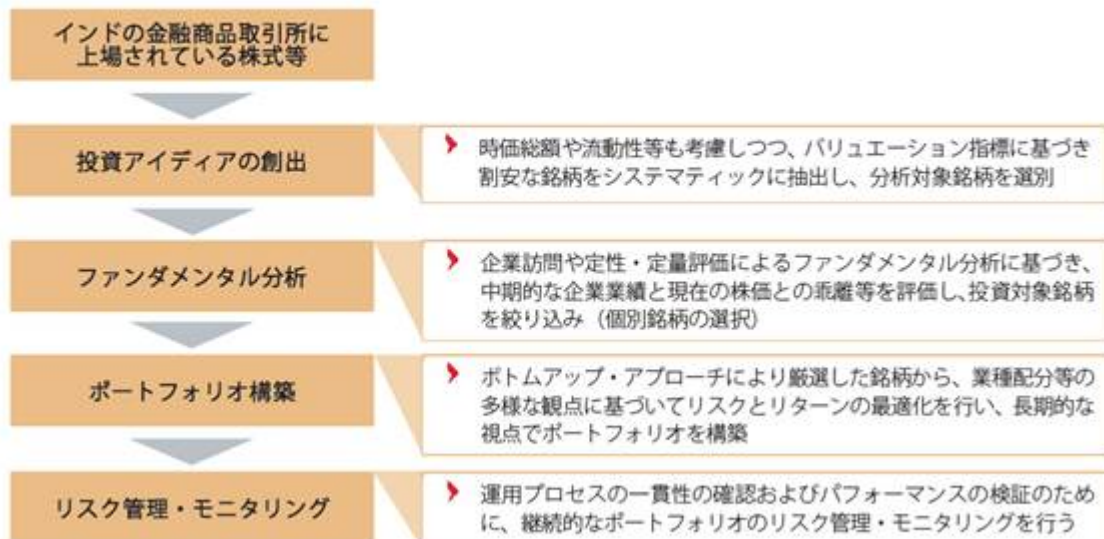 インドの金融商品取引所に
上場されている株式等
投資アイディアの創出
時価総額や流動性等も考慮しつつ、バリュエーション指標に基づき
割安な銘柄をシステマティックに抽出し、分析対象銘柄を選別
ファンダメンタル分析
企業訪問や定性・定量評価によるファンダメンタル分析に基づき、
中期的な企業業績と現在の株価との乖離等を評価し、投資対象銘柄
を絞り込み（個別銘柄の選択）
ポートフォリオ構築
ボトムアップ・アプローチにより厳選した銘柄から、業種配分等の
多様な観点に基づいてリスクとリターンの最適化を行い、長期的な
視点でポートフォリオを構築
リスク管理・モニタリング
運用プロセスの一貫性の確認およびパフォーマンスの検証のため
に、継続的なポートフォリオのリスク管理・モニタリングを行う